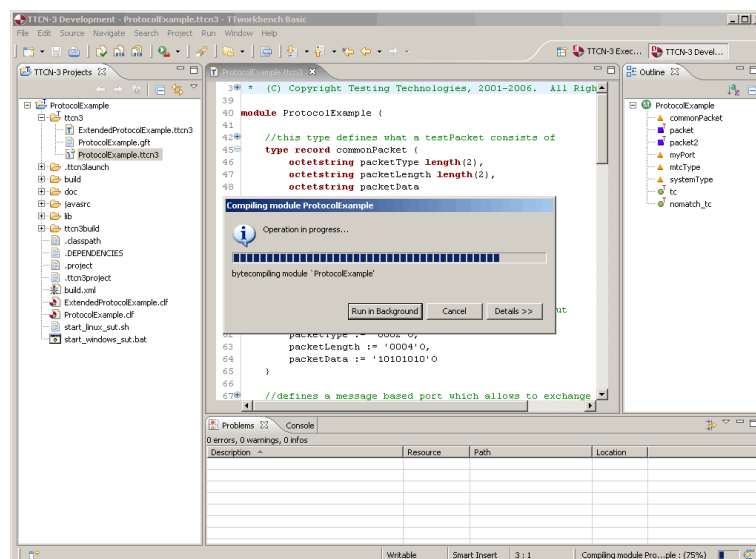 TTCN-3 Development - ProtocolExample.ttcn3 - TTworkbench Basic
File Edit Source Navigate Search Project Run Window Help
TTCN-3 Exec... TTCN-3 Devel...
TTCN-3 Projects
ProtocolExample
ttcn3
ExtendedProtocolExample.ttcn3
ProtocolExample.gft
ProtocolExample.ttcn3
.ttcn3launch
build
doc
javasrc
lib
ttcn3build
.classpath
.DEPENDENCIES
.project
.ttcn3project
build.xml
ExtendedProtocolExample.clf
ProtocolExample.clf
start_linux_sut.sh
start_windows_sut.bat
ProtocolExample.ttcn3
3 * (C) Copyright Testing Technologies, 2001-2006. All Righ
39
40 module ProtocolExample {
41
42 //this type defines what a testPacket consists of
45 type record commonPacket {
46 octetstring packetType length(2),
47 octetstring packetLength length(2),
48 octetstring packetData
Compiling module ProtocolExample
Operation in progress...
bytecompiling module `ProtocolExample'
Run in Background Cancel Details >>
ut
62 packetType := '0002'O,
63 packetLength := '0004'O,
64 packetData := '10101010'O
65 }
66
67 //defines a message based port which allows to exchange
Outline
ProtocolExample
commonPacket
packet
packet2
myPort
mtcType
systemType
tc
nomatch_tc
Problems Console
0 errors, 0 warnings, 0 infos
Description Resource Path Location
Writable Smart Insert 3 : 1 Compiling module Pro...ple : (75%)